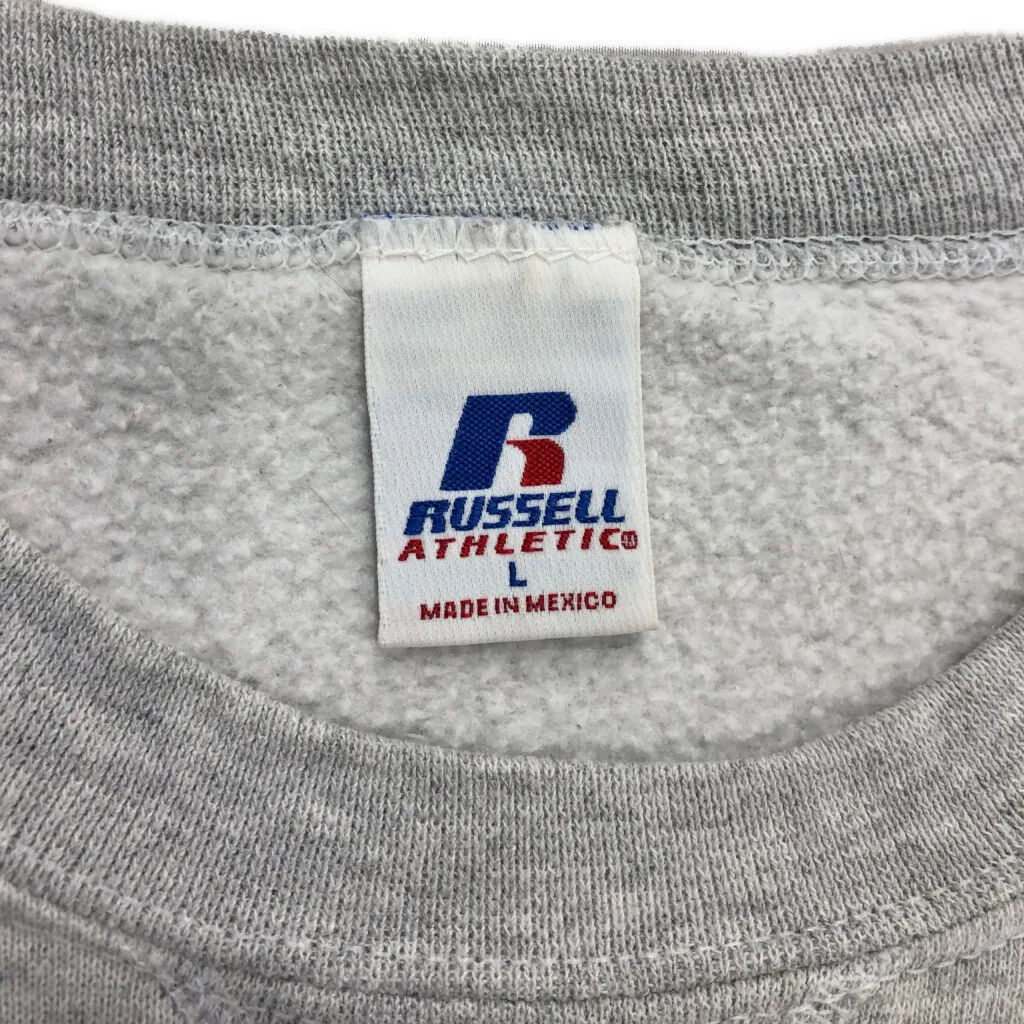 R
RUSSELL
ATHLETIC
L
MADE IN MEXICO